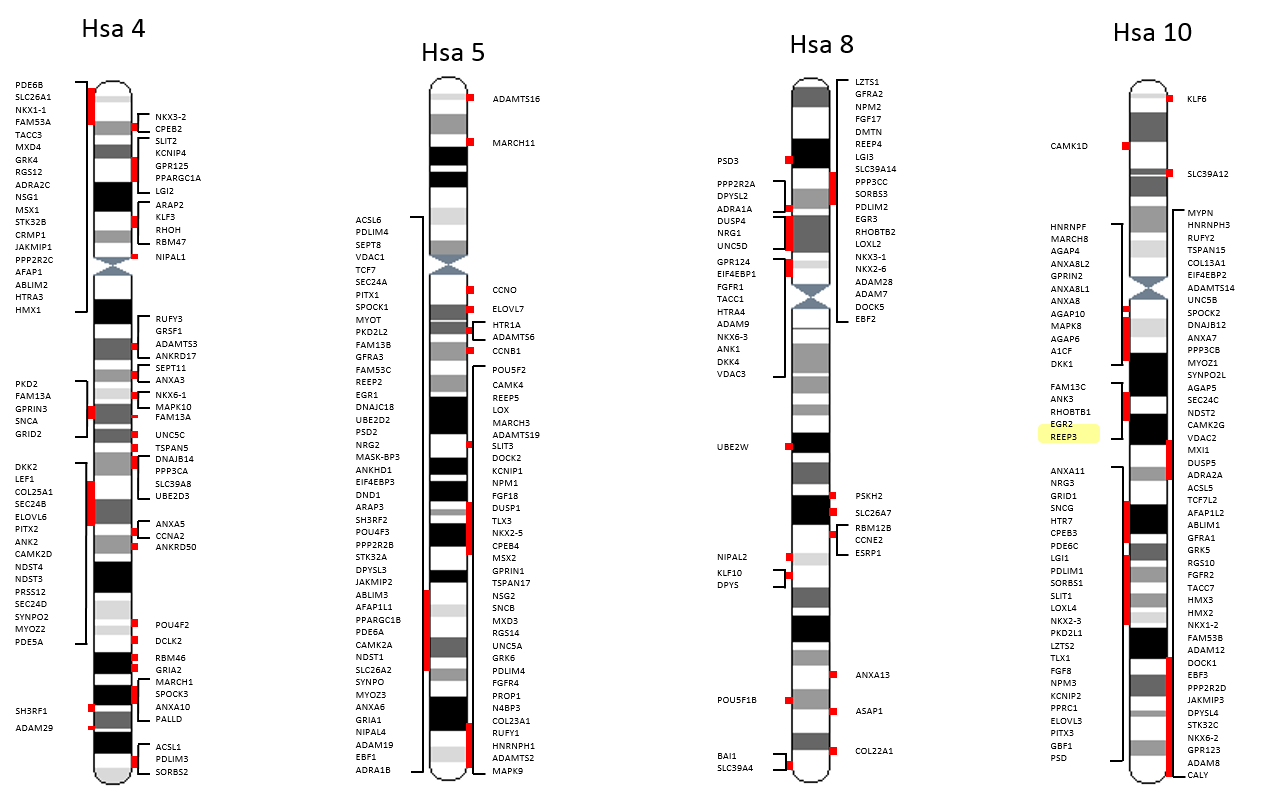 Hsa 4
PDE6B
SLC26A1
NKX1-1
FAM53A
TACC3
MXD4
GRK4
RGS12
ADRA2C
NSG1
MSX1
STK32B
CRMP1
JAKMIP1
PPP2R2C
AFAP1
ABLIM2
HTRA3
HMX1
PKD2
FAM13A
GPRIN3
SNCA
GRID2
DKK2
LEF1
COL25A1
SEC24B
ELOVL6
PITX2
ANK2
CAMK2D
NDST4
NDST3
PRSS12
SEC24D
SYNPO2
MYOZ2
PDE5A
SH3RF1
ADAM29
NKX3-2
CPEB2
SLIT2
KCNIP4
GPR125
PPARGC1A
LGI2
ARAP2
KLF3
RHOH
RBM47
NIPAL1
RUFY3
GRSF1
ADAMTS3
ANKRD17
SEPT11
ANXA3
NKX6-1
MAPK10
FAM13A
UNC5C
TSPAN5
DNAJB14
PPP3CA
SLC39A8
UBE2D3
ANXA5
CCNA2
ANKRD50
POU4F2
DCLK2
RBM46
GRIA2
MARCH1
SPOCK3
ANXA10
PALLD
ACSL1
PDLIM3
SORBS2
Hsa 5
ACSL6
PDLIM4
SEPT8
VDAC1
TCF7
SEC24A
PITX1
SPOCK1
MYOT
PKD2L2
FAM13B
GFRA3
FAM53C
REEP2
EGR1
DNAJC18
UBE2D2
PSD2
NRG2
MASK-BP3
ANKHD1
EIF4EBP3
DND1
ARAP3
SH3RF2
POU4F3
PPP2R2B
STK32A
DPYSL3
JAKMIP2
ABLIM3
AFAP1L1
PPARGC1B
PDE6A
CAMK2A
NDST1
SLC26A2
SYNPO
MYOZ3
ANXA6
GRIA1
NIPAL4
ADAM19
EBF1
ADRA1B
ADAMTS16
MARCH11
CCNO
ELOVL7
HTR1A
ADAMTS6
CCNB1
POU5F2
CAMK4
REEP5
LOX
MARCH3
ADAMTS19
SLIT3
DOCK2
KCNIP1
NPM1
FGF18
DUSP1
TLX3
NKX2-5
CPEB4
MSX2
GPRIN1
TSPAN17
NSG2
SNCB
MXD3
RGS14
UNC5A
GRK6
PDLIM4
FGFR4
PROP1
N4BP3
COL23A1
RUFY1
HNRNPH1
ADAMTS2
MAPK9
Hsa 8
PSD3
PPP2R2A
DPYSL2
ADRA1A
DUSP4
NRG1
UNC5D
GPR124
EIF4EBP1
FGFR1
TACC1
HTRA4
ADAM9
NKX6-3
ANK1
DKK4
VDAC3
UBE2W
NIPAL2
KLF10
DPYS
POU5F1B
BAI1
SLC39A4
LZTS1
GFRA2
NPM2
FGF17
DMTN
REEP4
LGI3
SLC39A14
PPP3CC
SORBS3
PDLIM2
EGR3
RHOBTB2
LOXL2
NKX3-1
NKX2-6
ADAM28
ADAM7
DOCK5
EBF2
PSKH2
SLC26A7
RBM12B
CCNE2
ESRP1
ANXA13
ASAP1
COL22A1
Hsa 10
CAMK1D
HNRNPF
MARCH8
AGAP4
ANXA8L2
GPRIN2
ANXA8L1
ANXA8
AGAP10
MAPK8
AGAP6
A1CF
DKK1
FAM13C
ANK3
RHOBTB1
EGR2
REEP3
ANXA11
NRG3
GRID1
SNCG
HTR7
CPEB3
PDE6C
LGI1
PDLIM1
SORBS1
SLIT1
LOXL4
NKX2-3
PKD2L1
LZTS2
TLX1
FGF8
NPM3
KCNIP2
PPRC1
ELOVL3
PITX3
GBF1
PSD
KLF6
SLC39A12
MYPN
HNRNPH3
RUFY2
TSPAN15
COL13A1
EIF4EBP2
ADAMTS14
UNC5B
SPOCK2
DNAJB12
ANXA7
PPP3CB
MYOZ1
SYNPO2L
AGAP5
SEC24C
NDST2
CAMK2G
VDAC2
MXI1
DUSP5
ADRA2A
ACSL5
TCF7L2
AFAP1L2
ABLIM1
GFRA1
GRK5
RGS10
FGFR2
TACC7
HMX3
HMX2
NKX1-2
FAM53B
ADAM12
DOCK1
EBF3
PPP2R2D
JAKMIP3
DPYSL4
STK32C
NKX6-2
GPR123
ADAM8
CALY